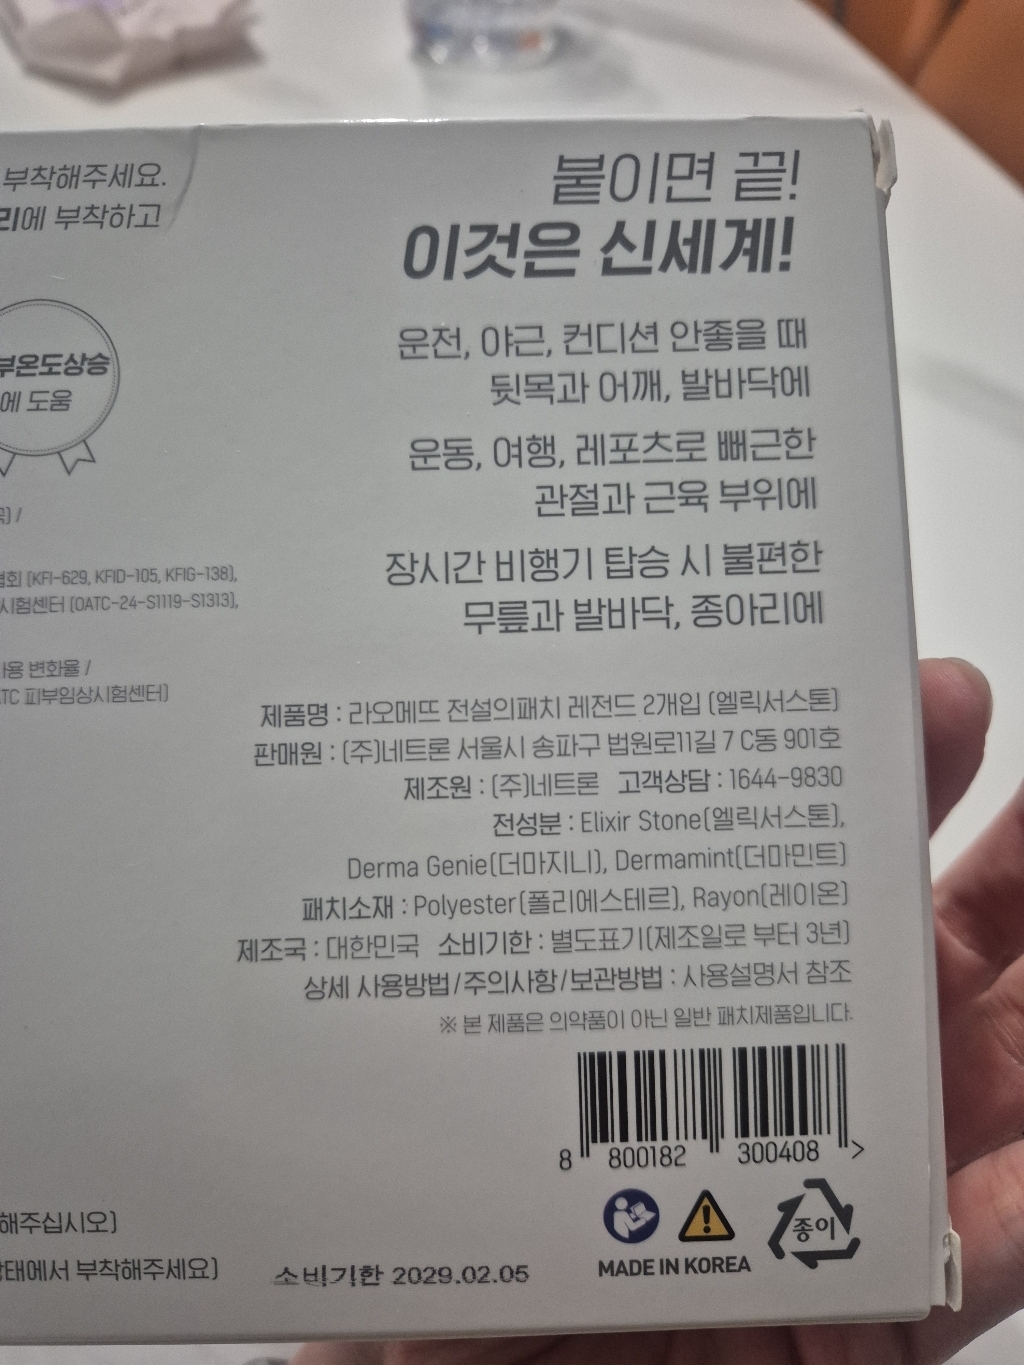 부착해주세요.
리에 부착하고
부온도상승
에 도움
) /
협회 (KFI-629, KFID-105, KFIG-138),
시험센터 (OATC-24-S1119-S1313),
사용 변화율 /
ATC 피부임상시험센터)
해주십시오)
상태에서 부착해주세요)
붙이면 끝!
이것은 신세계!
운전, 야근, 컨디션 안좋을 때
뒷목과 어깨, 발바닥에
운동, 여행, 레포츠로 뻐근한
관절과 근육 부위에
장시간 비행기 탑승 시 불편한
무릎과 발바닥, 종아리에
제품명 : 라오메뜨 전설의패치 레전드 2개입 (엘릭서스톤)
판매원 : (주)네트론 서울시 송파구 법원로11길 7 C동 901호
제조원 : (주)네트론 고객상담 : 1644-9830
전성분 : Elixir Stone(엘릭서스톤),
Derma Genie(더마지니), Dermamint(더마민트)
패치소재 : Polyester(폴리에스테르), Rayon(레이온)
제조국 : 대한민국 소비기한 : 별도표기(제조일로 부터 3년)
상세 사용방법/주의사항/보관방법 : 사용설명서 참조
※ 본 제품은 의약품이 아닌 일반 패치제품입니다.
8 800182 300408 >
종이
MADE IN KOREA
소비기한 2029.02.05